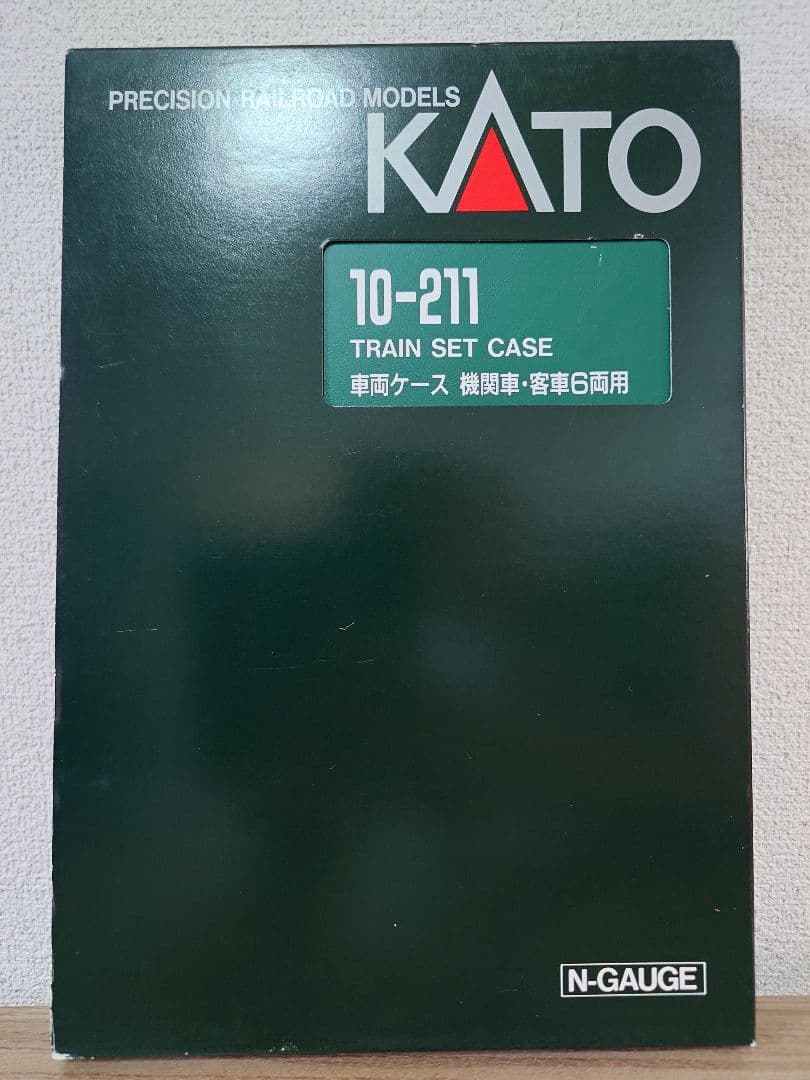 PRECISION RAILROAD MODELS
KATO
10-211
TRAIN SET CASE
車両ケース 機関車・客車6両用
N-GAUGE